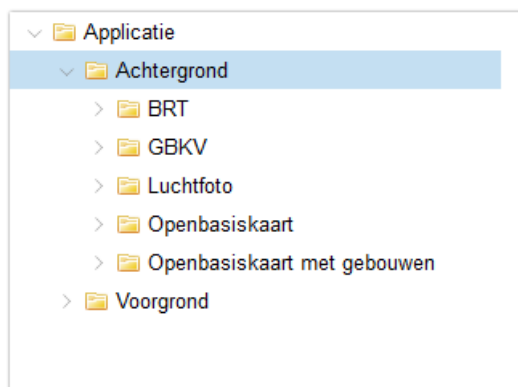 Applicatie
Achtergrond
BRT
GBKV
Luchtfoto
Openbasiskaart
Openbasiskaart met gebouwen
Voorgrond